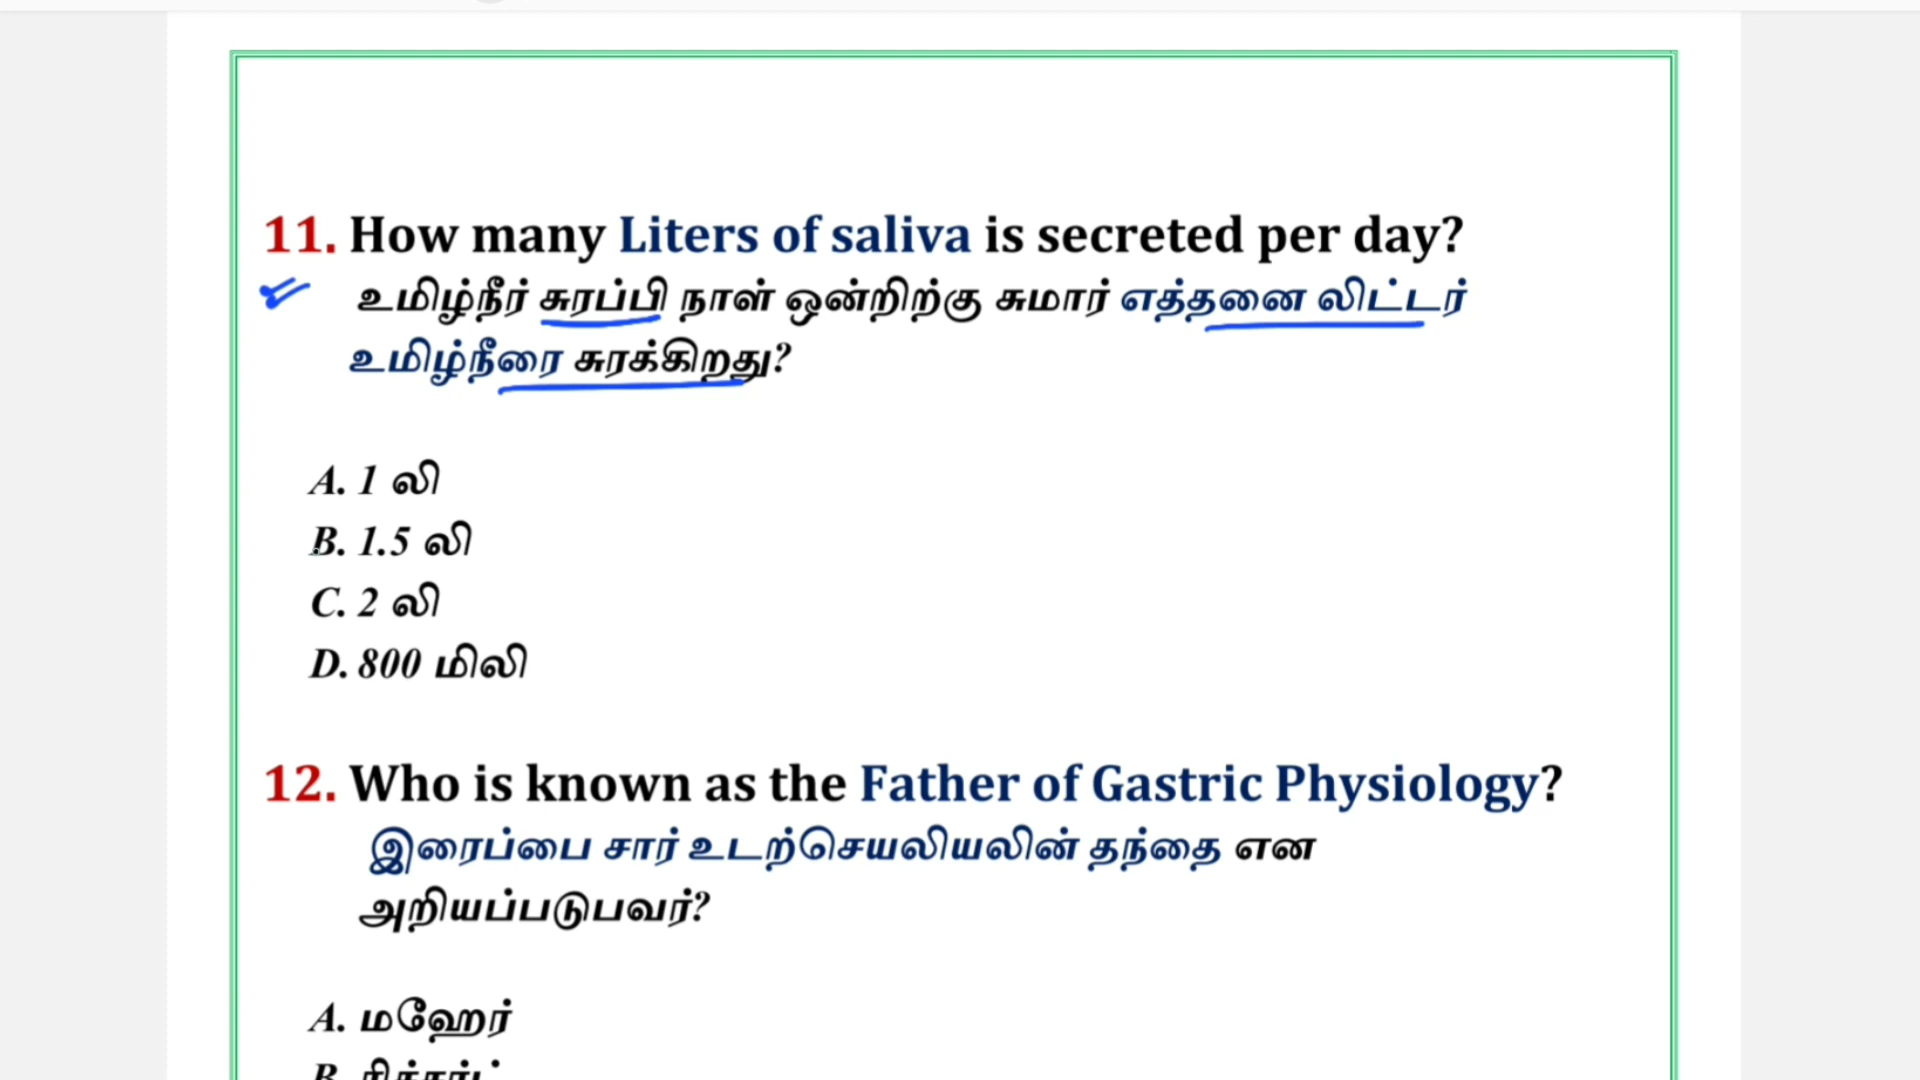 11. How many Liters of saliva is secreted per day?
உமிழ்நீர் சுரப்பி நாள் ஒன்றிற்கு சுமார் எத்தனை லிட்டர்
உமிழ்நீரை சுரக்கிறது?
A. 1 லி
B. 1.5 லி
C. 2 லி
D. 800 மிலி
12. Who is known as the Father of Gastric Physiology?
இரைப்பை சார் உடற்செயலியலின் தந்தை என
அறியப்படுபவர்?
A. மஹேர்
B.